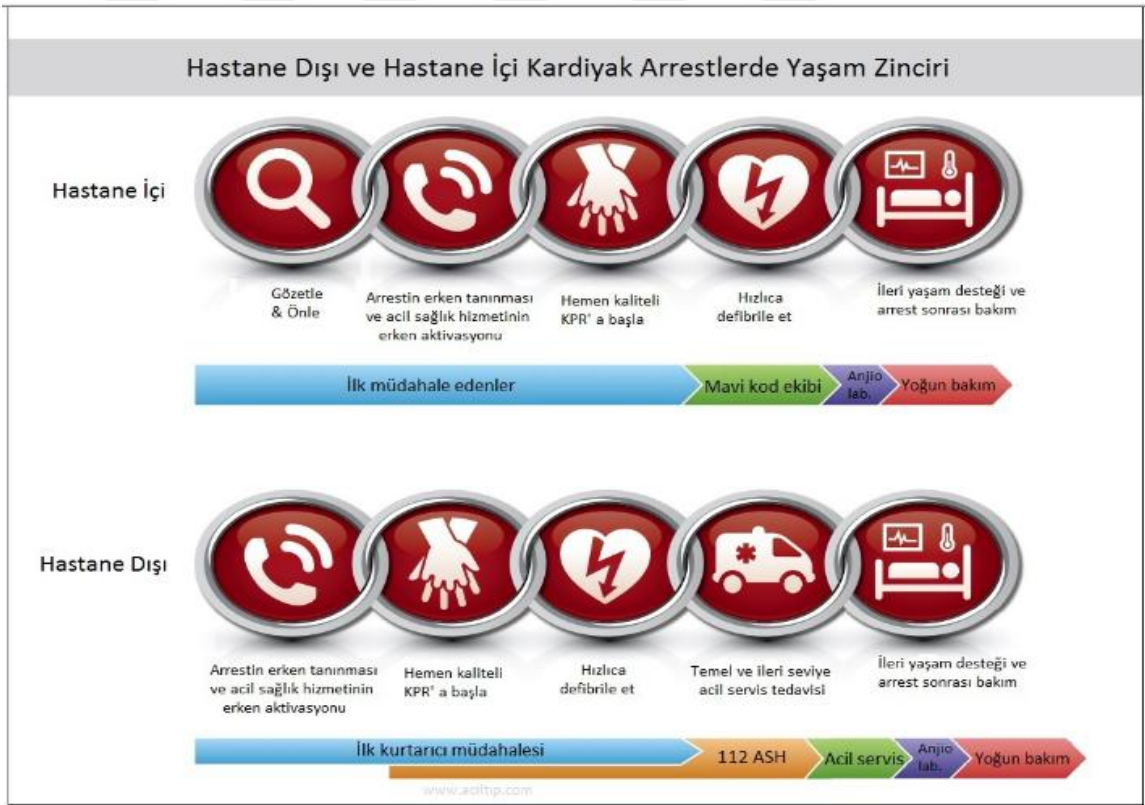 Hastane Dışı ve Hastane İçi Kardiyak Arrestlerde Yaşam Zinciri
Hastane İçi
Gözetle
& Önle
Arrestin erken tanınması
ve acil sağlık hizmetinin
erken aktivasyonu
Hemen kaliteli
KPR* a başla
Hızlıca
defibrile et
İleri yaşam desteği ve
arrest sonrası bakım
İlk müdahale edenler
Mavi kod ekibi
Anjio
lab.
Yoğun bakım
Hastane Dışı
Arrestin erken tanınması
ve acil sağlık hizmetinin
erken aktivasyonu
Hemen kaliteli
KPR* a başla
Hızlıca
defibrile et
Temel ve ileri seviye
acil servis tedavisi
İleri yaşam desteği ve
arrest sonrası bakım
İlk kurtarıcı müdahalesi
112 ASH
Acil servis
Anjio
lab.
Yoğun bakım
www.aciltip.com